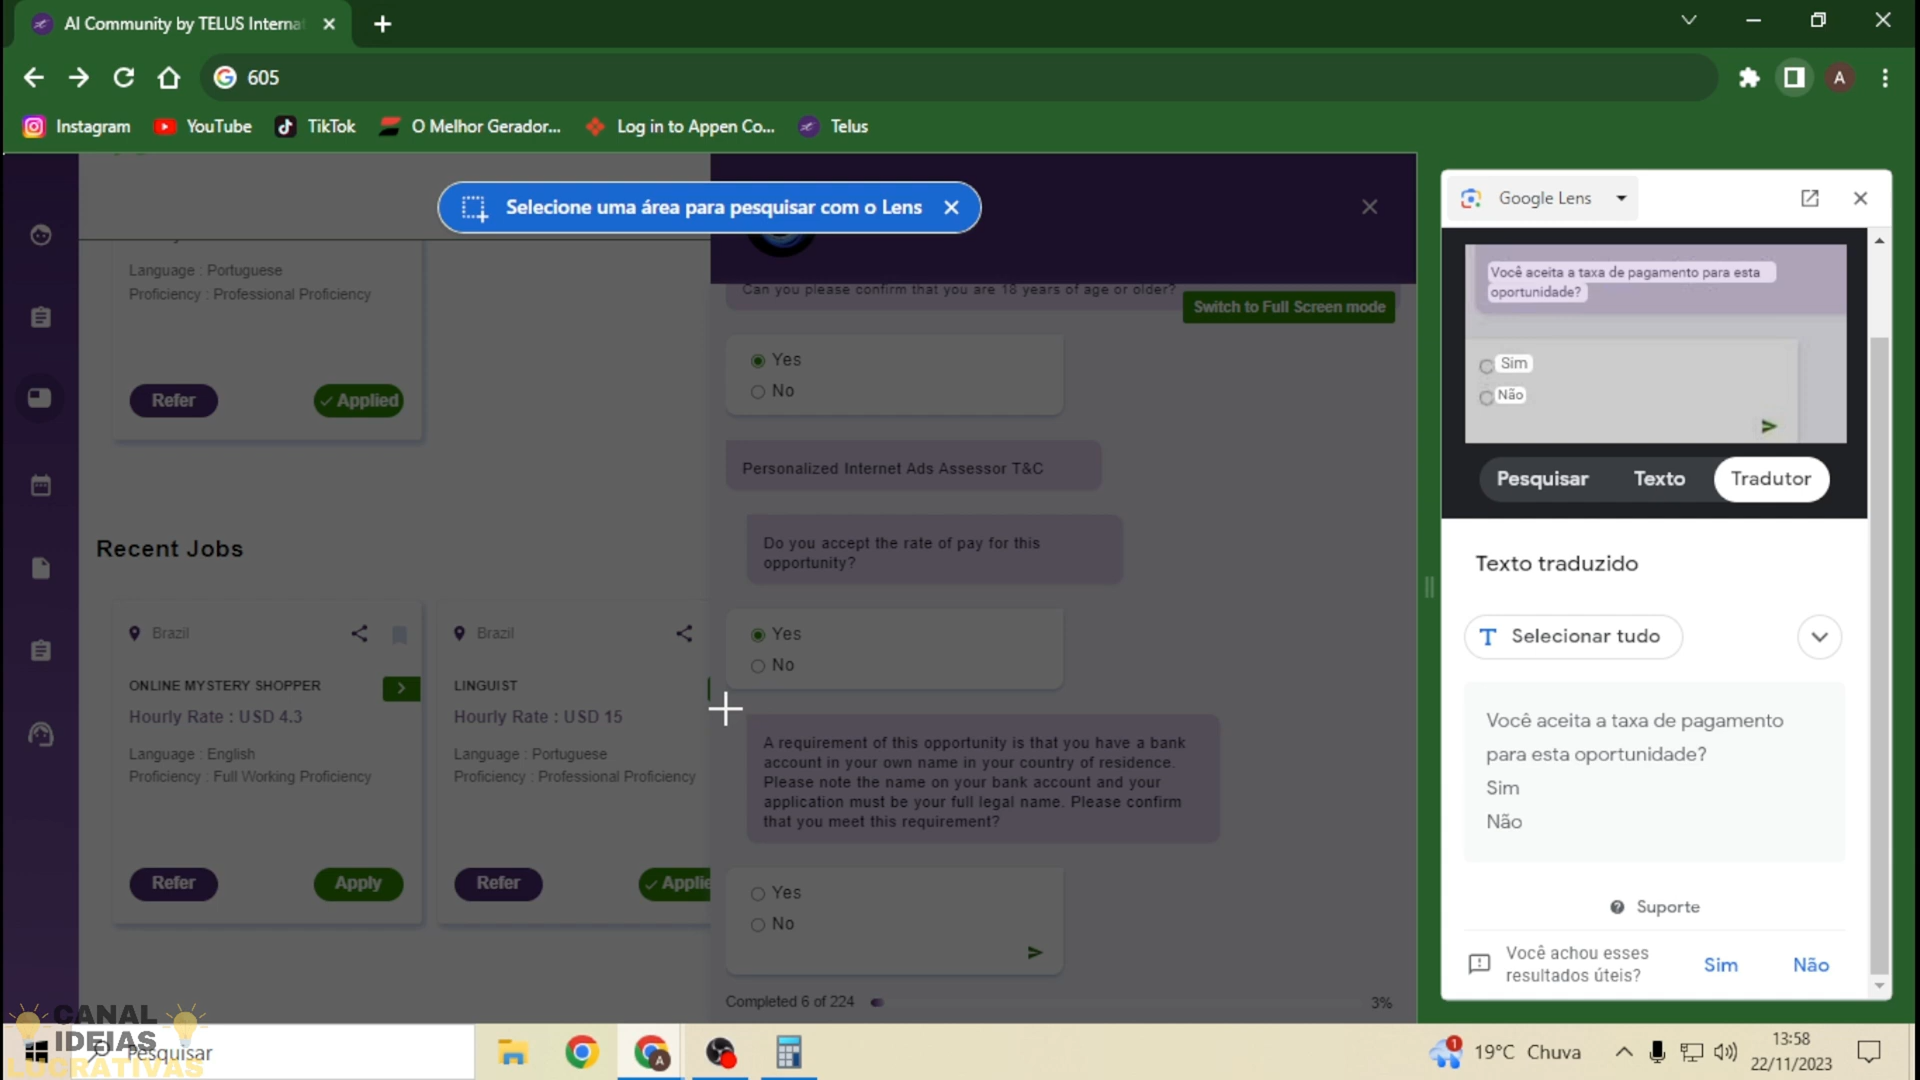 AI Community by TELUS Interna
605
Instagram
YouTube
TikTok
O Melhor Gerador...
Log in to Appen Co...
Telus
Selecione uma área para pesquisar com o Lens
Language : Portuguese
Proficiency : Professional Proficiency
Refer
Applied
Recent Jobs
Brazil
ONLINE MYSTERY SHOPPER
Hourly Rate : USD 4.3
Language : English
Proficiency : Full Working Proficiency
Refer
Apply
Brazil
LINGUIST
Hourly Rate : USD 15
Language : Portuguese
Proficiency : Professional Proficiency
Refer
Applie
Can you please confirm that you are 18 years of age or older?
Switch to Full Screen mode
Yes
No
Personalized Internet Ads Assessor T&C
Do you accept the rate of pay for this
opportunity?
Yes
No
A requirement of this opportunity is that you have a bank
account in your own name in your country of residence.
Please note the name on your bank account and your
application must be your full legal name. Please confirm
that you meet this requirement?
Yes
No
Completed 6 of 224
3%
Google Lens
Você aceita a taxa de pagamento para esta
oportunidade?
Sim
Não
Pesquisar
Texto
Tradutor
Texto traduzido
Selecionar tudo
Você aceita a taxa de pagamento
para esta oportunidade?
Sim
Não
Suporte
Você achou esses
resultados úteis?
Sim
Não
CANAL
IDEIAS
LUCRATIVAS
Pesquisar
A
A
1
19°C Chuva
13:58
22/11/2023